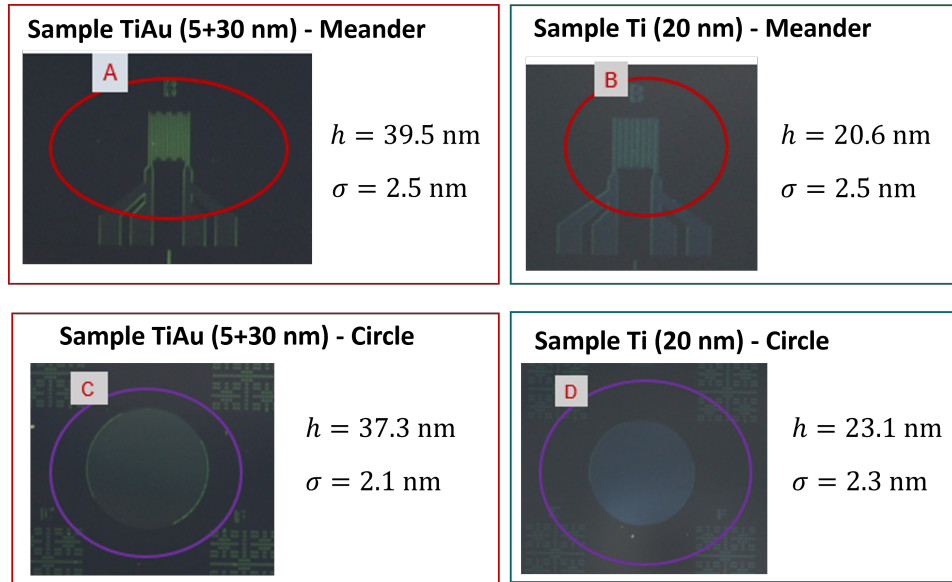 Sample TiAu (5+30 nm) - Meander
A
h = 39.5 nm
σ = 2.5 nm
Sample Ti (20 nm) - Meander
B
h = 20.6 nm
σ = 2.5 nm
Sample TiAu (5+30 nm) - Circle
C
h = 37.3 nm
σ = 2.1 nm
Sample Ti (20 nm) - Circle
D
h = 23.1 nm
σ = 2.3 nm